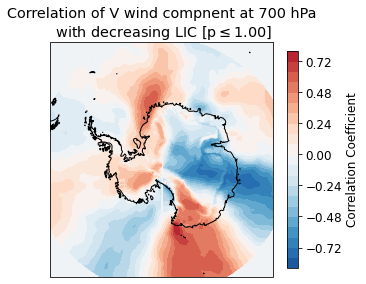 Correlation of V wind compnent at 700 hPa
with decreasing LIC [p ≤ 1.00]
0.72
0.48
0.24
0.00
−0.24
−0.48
−0.72
Correlation Coefficient